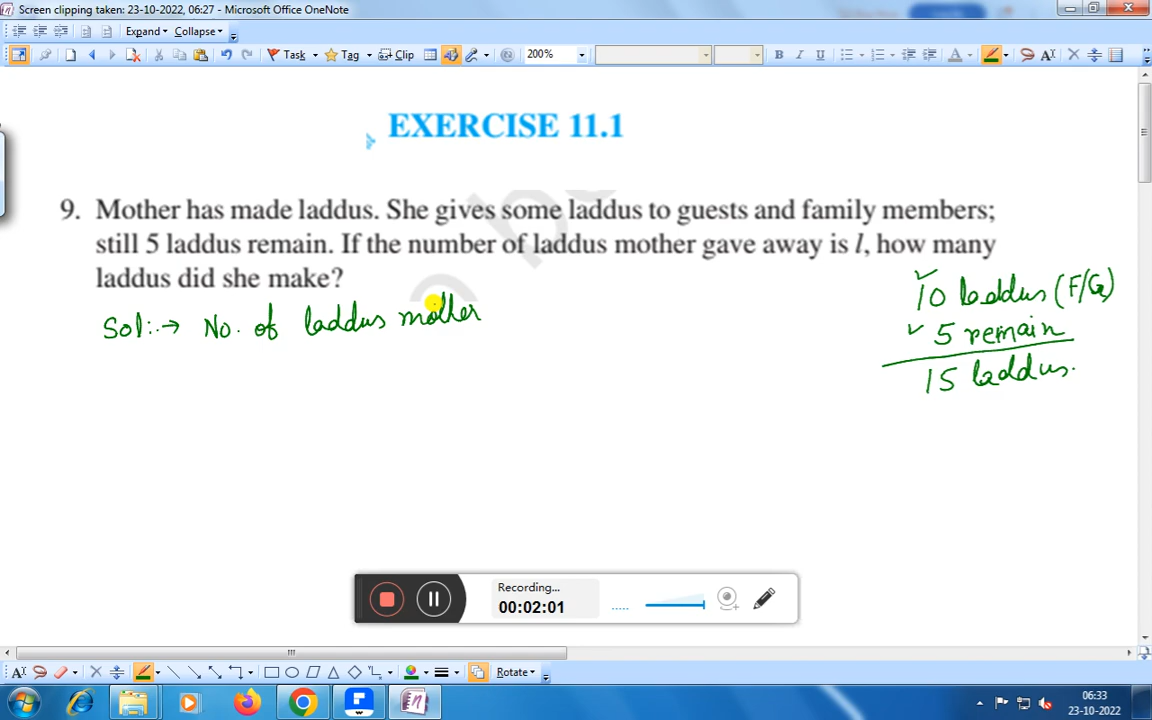 Screen clipping taken: 23-10-2022, 06:27 - Microsoft Office OneNote
Expand Collapse
Task Tag Clip 200% B I U A
EXERCISE 11.1
9. Mother has made laddus. She gives some laddus to guests and family members;
still 5 laddus remain. If the number of laddus mother gave away is l, how many
laddus did she make?
Sol:→ No. of laddus mother
10 laddus (F/G)
5 remain
15 laddus.
Recording...
00:02:01
Rotate
06:33
23-10-2022